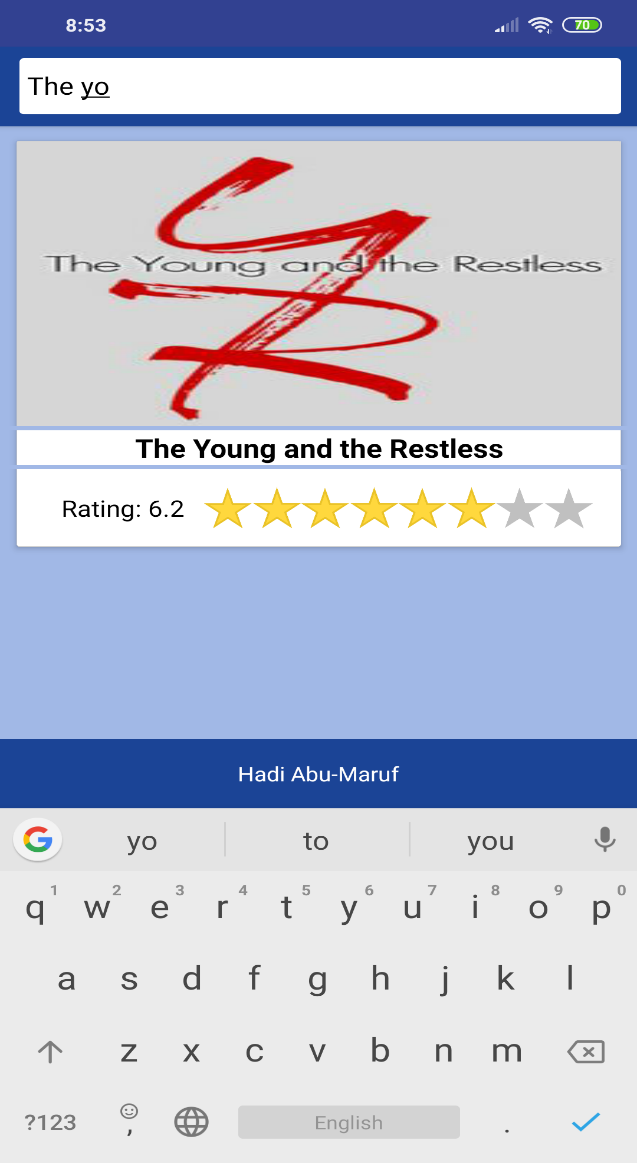 8:53 70
The yo
The Young and the Restless
The Young and the Restless
Rating: 6.2
Hadi Abu-Maruf
yo to you
1 2 3 4 5 6 7 8 9 0
q w e r t y u i o p
a s d f g h j k l
z x c v b n m
?123 , English .